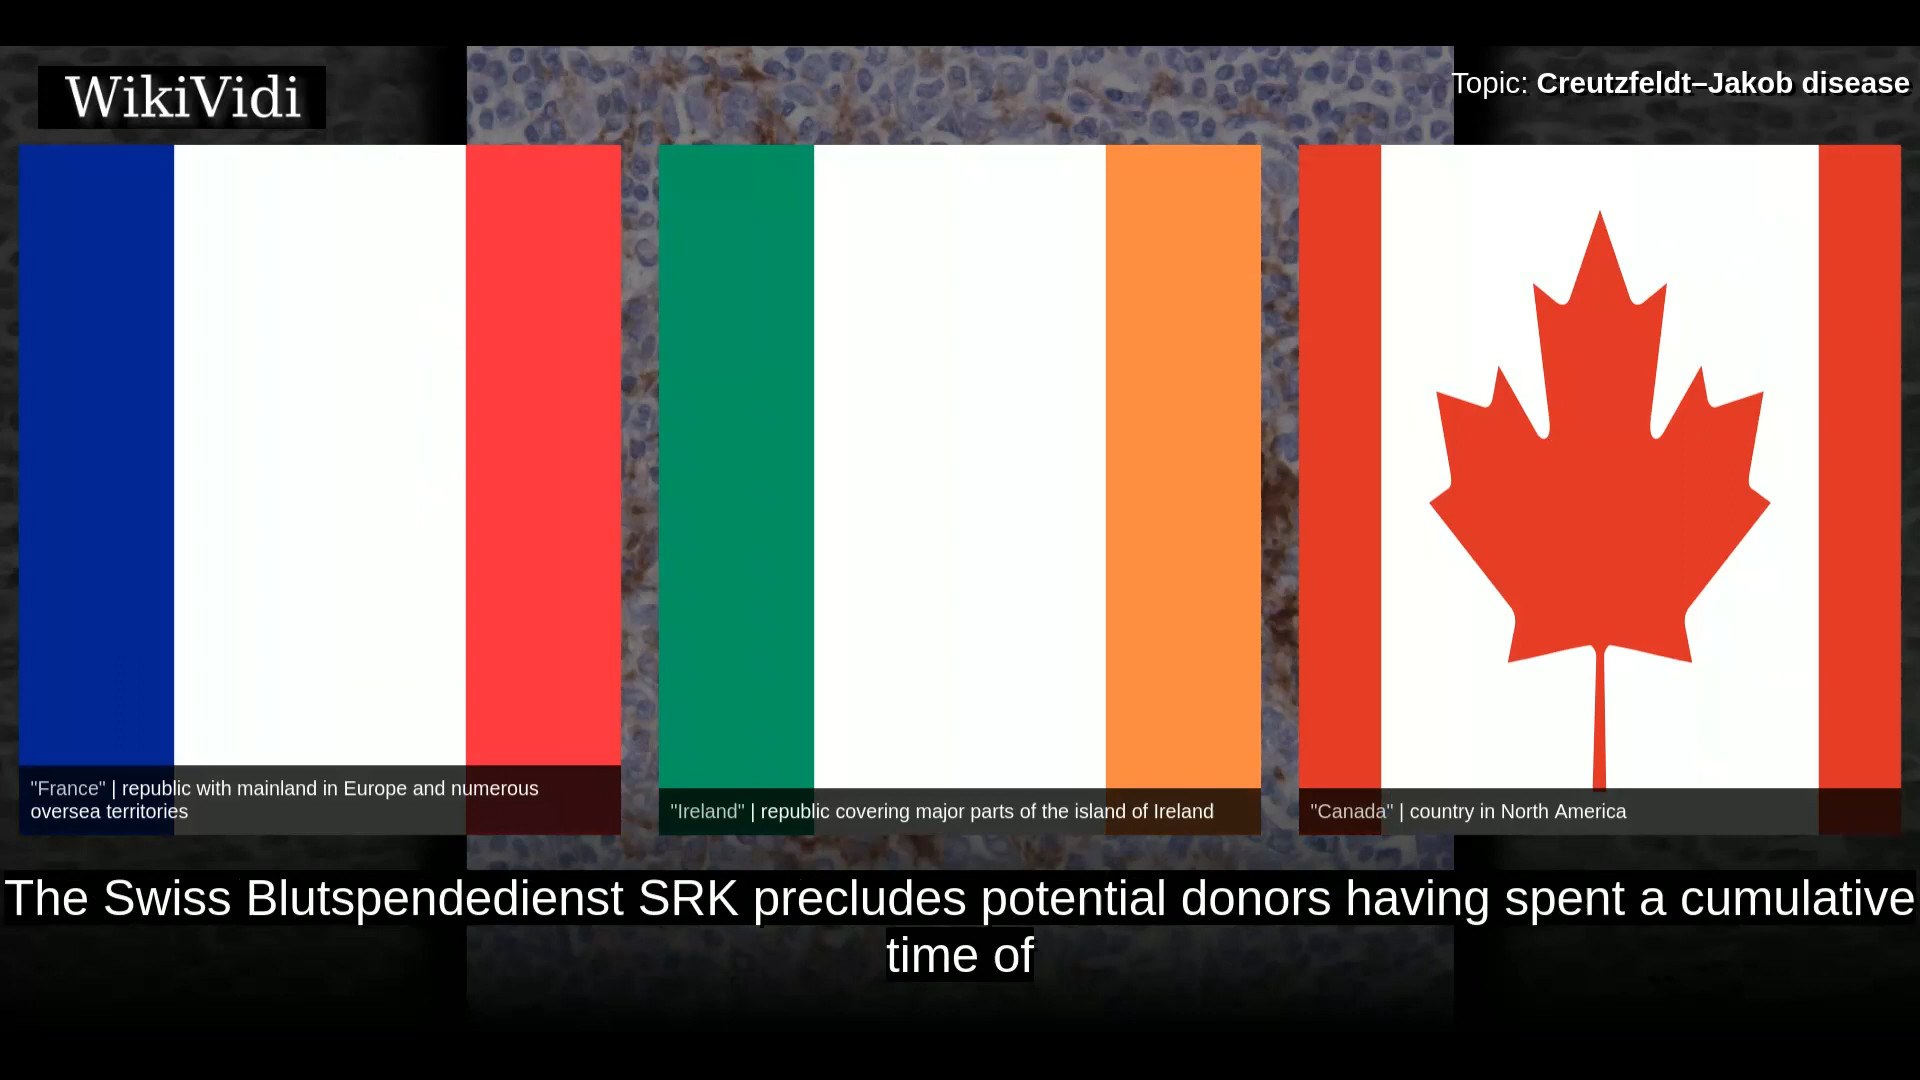 WikiVidi
Topic: Creutzfeldt–Jakob disease
"France" | republic with mainland in Europe and numerous
oversea territories
"Ireland" | republic covering major parts of the island of Ireland
"Canada" | country in North America
The Swiss Blutspendedienst SRK precludes potential donors having spent a cumulative
time of